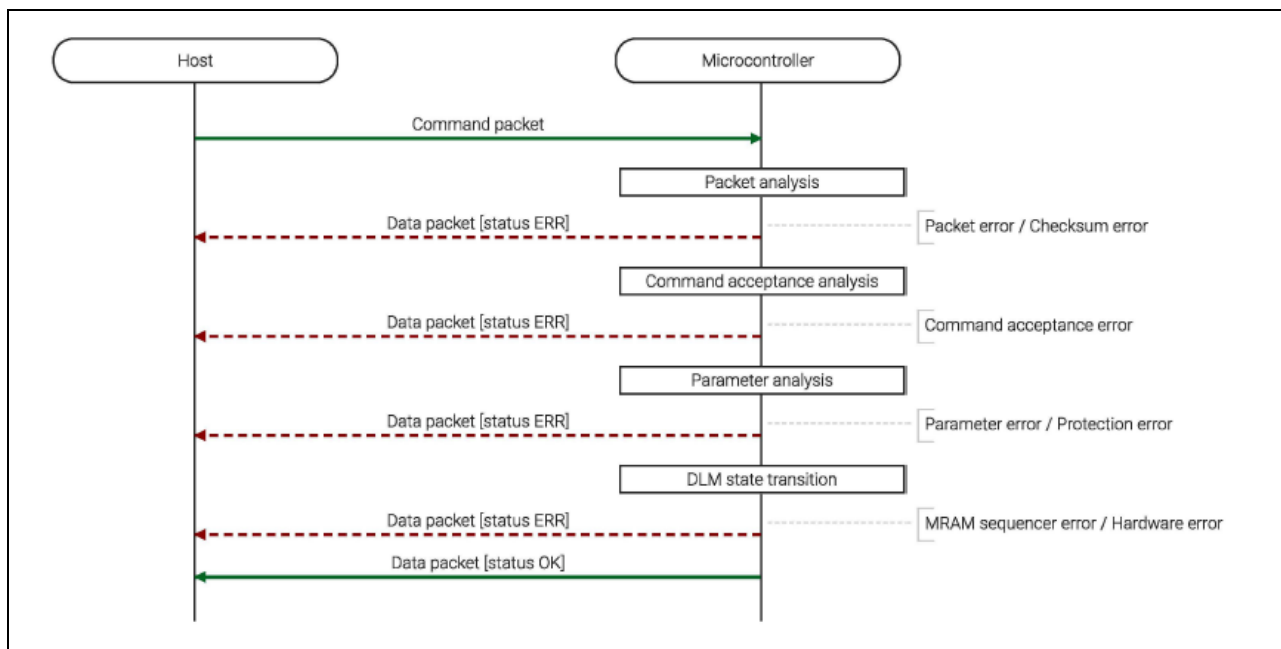 Host
Microcontroller
Command packet
Packet analysis
Data packet [status ERR]
Packet error / Checksum error
Command acceptance analysis
Data packet [status ERR]
Command acceptance error
Parameter analysis
Data packet [status ERR]
Parameter error / Protection error
DLM state transition
Data packet [status ERR]
MRAM sequencer error / Hardware error
Data packet [status OK]